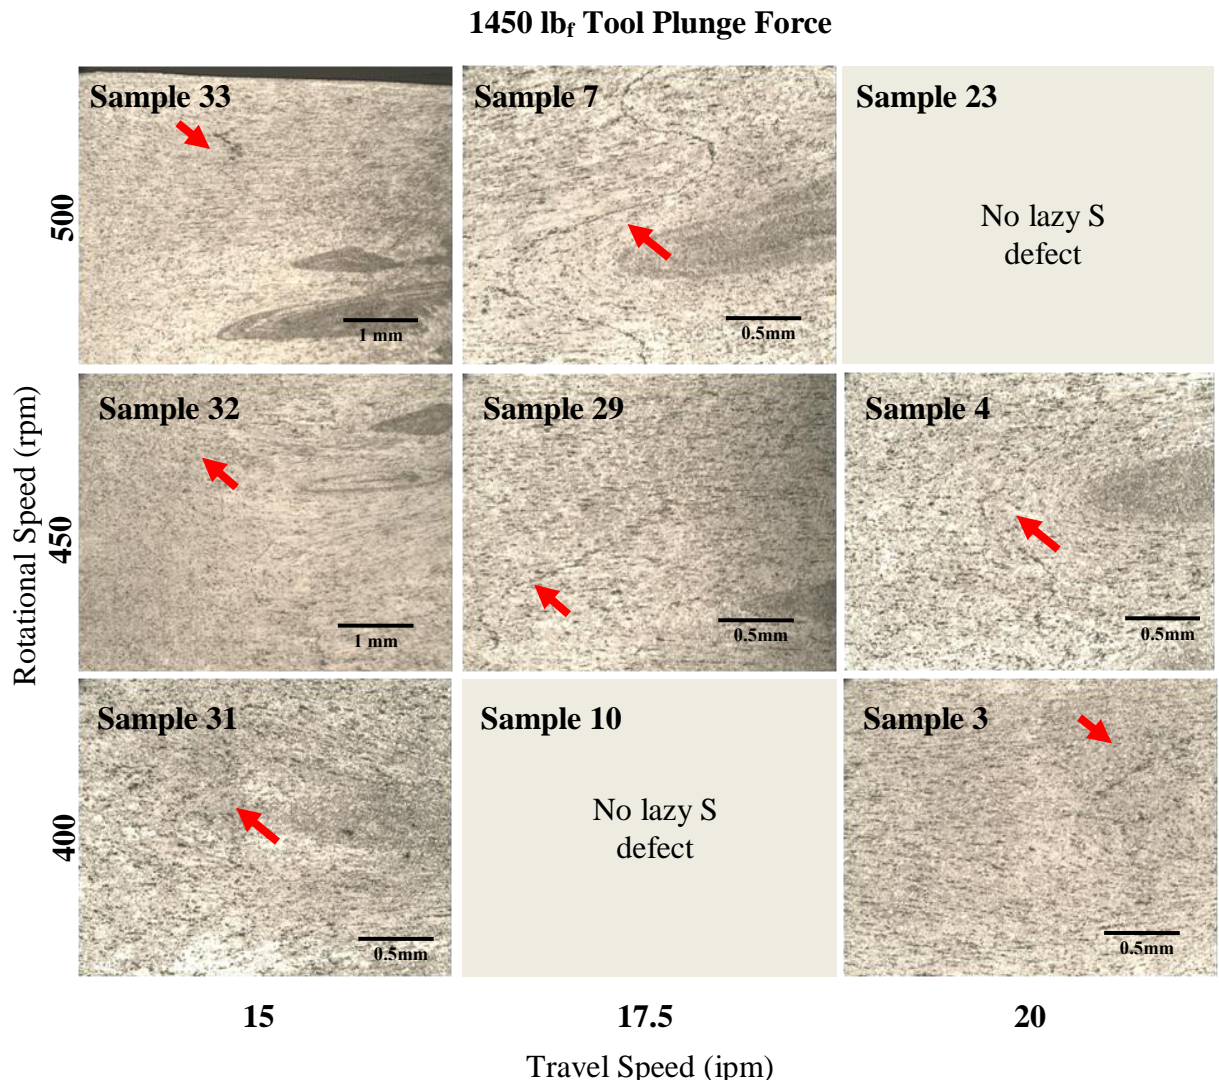 1450 lbf Tool Plunge Force
Sample 33
Sample 7
Sample 23
No lazy S
defect
1 mm
0.5mm
500
Sample 32
Sample 29
Sample 4
1 mm
0.5mm
0.5mm
450
Rotational Speed (rpm)
Sample 31
Sample 10
Sample 3
No lazy S
defect
0.5mm
0.5mm
400
15
17.5
20
Travel Speed (ipm)